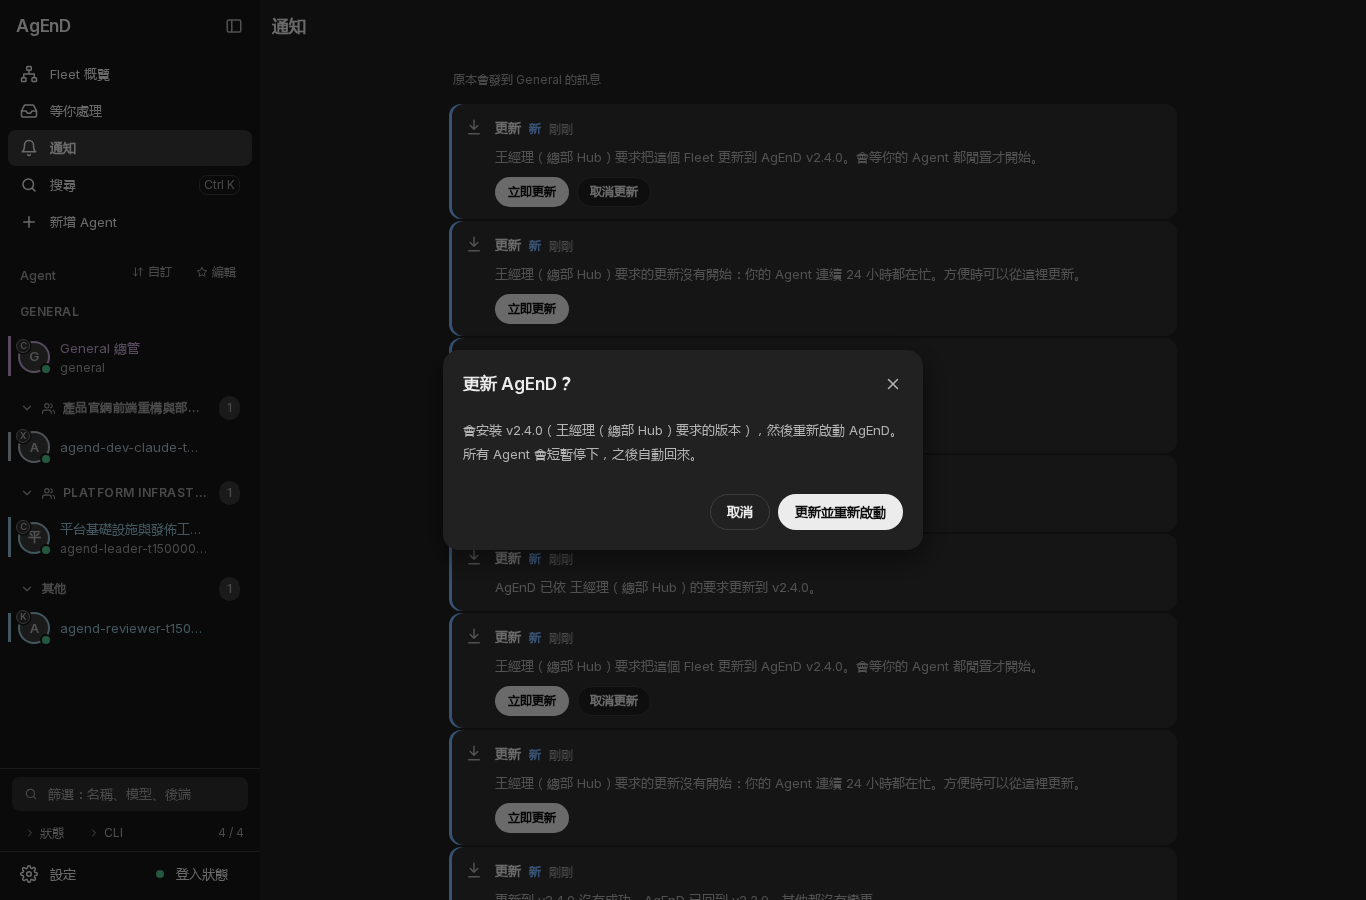 AgEnD
Fleet 概覽
等你處理
通知
搜尋
Ctrl K
新增 Agent
Agent
自訂
編輯
GENERAL
C
G
General 總管
general
產品官網前端重構與部...
1
X
A
agend-dev-claude-t...
PLATFORM INFRAST...
1
C
平
平台基礎設施與發佈工...
agend-leader-t150000...
其他
1
K
A
agend-reviewer-t150...
篩選：名稱、模型、後端
狀態
CLI
4 / 4
設定
登入狀態
通知
原本會發到 General 的訊息
更新 新 剛剛
王經理（總部 Hub）要求把這個 Fleet 更新到 AgEnD v2.4.0。會等你的 Agent 都閒置才開始。
立即更新
取消更新
更新 新 剛剛
王經理（總部 Hub）要求的更新沒有開始：你的 Agent 連續 24 小時都在忙。方便時可以從這裡更新。
立即更新
更新 AgEnD？
會安裝 v2.4.0（王經理（總部 Hub）要求的版本），然後重新啟動 AgEnD。
所有 Agent 會短暫停下，之後自動回來。
取消
更新並重新啟動
更新 新 剛剛
AgEnD 已依 王經理（總部 Hub）的要求更新到 v2.4.0。
更新 新 剛剛
王經理（總部 Hub）要求把這個 Fleet 更新到 AgEnD v2.4.0。會等你的 Agent 都閒置才開始。
立即更新
取消更新
更新 新 剛剛
王經理（總部 Hub）要求的更新沒有開始：你的 Agent 連續 24 小時都在忙。方便時可以從這裡更新。
立即更新
更新 新 剛剛